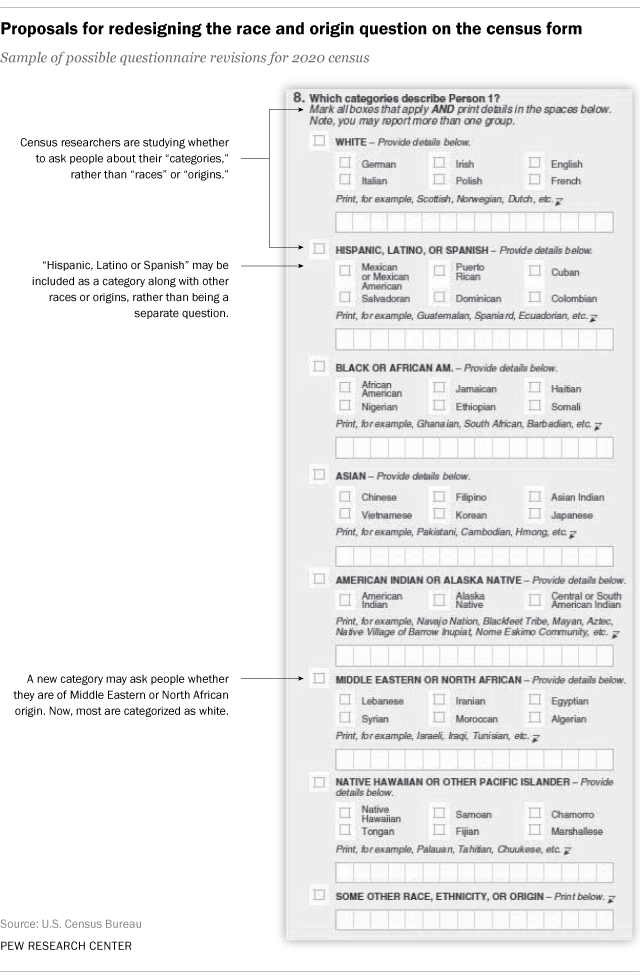 Proposals for redesigning the race and origin question on the census form
Sample of possible questionnaire revisions for 2020 census
Census researchers are studying whether
to ask people about their “categories,”
rather than “races” or “origins.”
“Hispanic, Latino or Spanish” may be
included as a category along with other
races or origins, rather than being a
separate question.
A new category may ask people whether
they are of Middle Eastern or North African
origin. Now, most are categorized as white.
8. Which categories describe Person 1?
Mark all boxes that apply AND print details in the spaces below.
Note, you may report more than one group.
WHITE – Provide details below.
German Irish English
Italian Polish French
Print, for example, Scottish, Norwegian, Dutch, etc.
HISPANIC, LATINO, OR SPANISH – Provide details below.
Mexican
or Mexican
American
Puerto
Rican
Cuban
Salvadoran Dominican Colombian
Print, for example, Guatemalan, Spaniard, Ecuadorian, etc.
BLACK OR AFRICAN AM. – Provide details below.
African
American
Jamaican Haitian
Nigerian Ethiopian Somali
Print, for example, Ghanaian, South African, Barbadian, etc.
ASIAN – Provide details below.
Chinese Filipino Asian Indian
Vietnamese Korean Japanese
Print, for example, Pakistani, Cambodian, Hmong, etc.
AMERICAN INDIAN OR ALASKA NATIVE – Provide details below.
American
Indian
Alaska
Native
Central or South
American Indian
Print, for example, Navajo Nation, Blackfeet Tribe, Mayan, Aztec,
Native Village of Barrow Inupiat, Nome Eskimo Community, etc.
MIDDLE EASTERN OR NORTH AFRICAN – Provide details below.
Lebanese Iranian Egyptian
Syrian Moroccan Algerian
Print, for example, Israeli, Iraqi, Tunisian, etc.
NATIVE HAWAIIAN OR OTHER PACIFIC ISLANDER – Provide
details below.
Native
Hawaiian
Samoan Chamorro
Tongan Fijian Marshallese
Print, for example, Palauan, Tahitian, Chuukese, etc.
SOME OTHER RACE, ETHNICITY, OR ORIGIN – Print below.
Source: U.S. Census Bureau
PEW RESEARCH CENTER